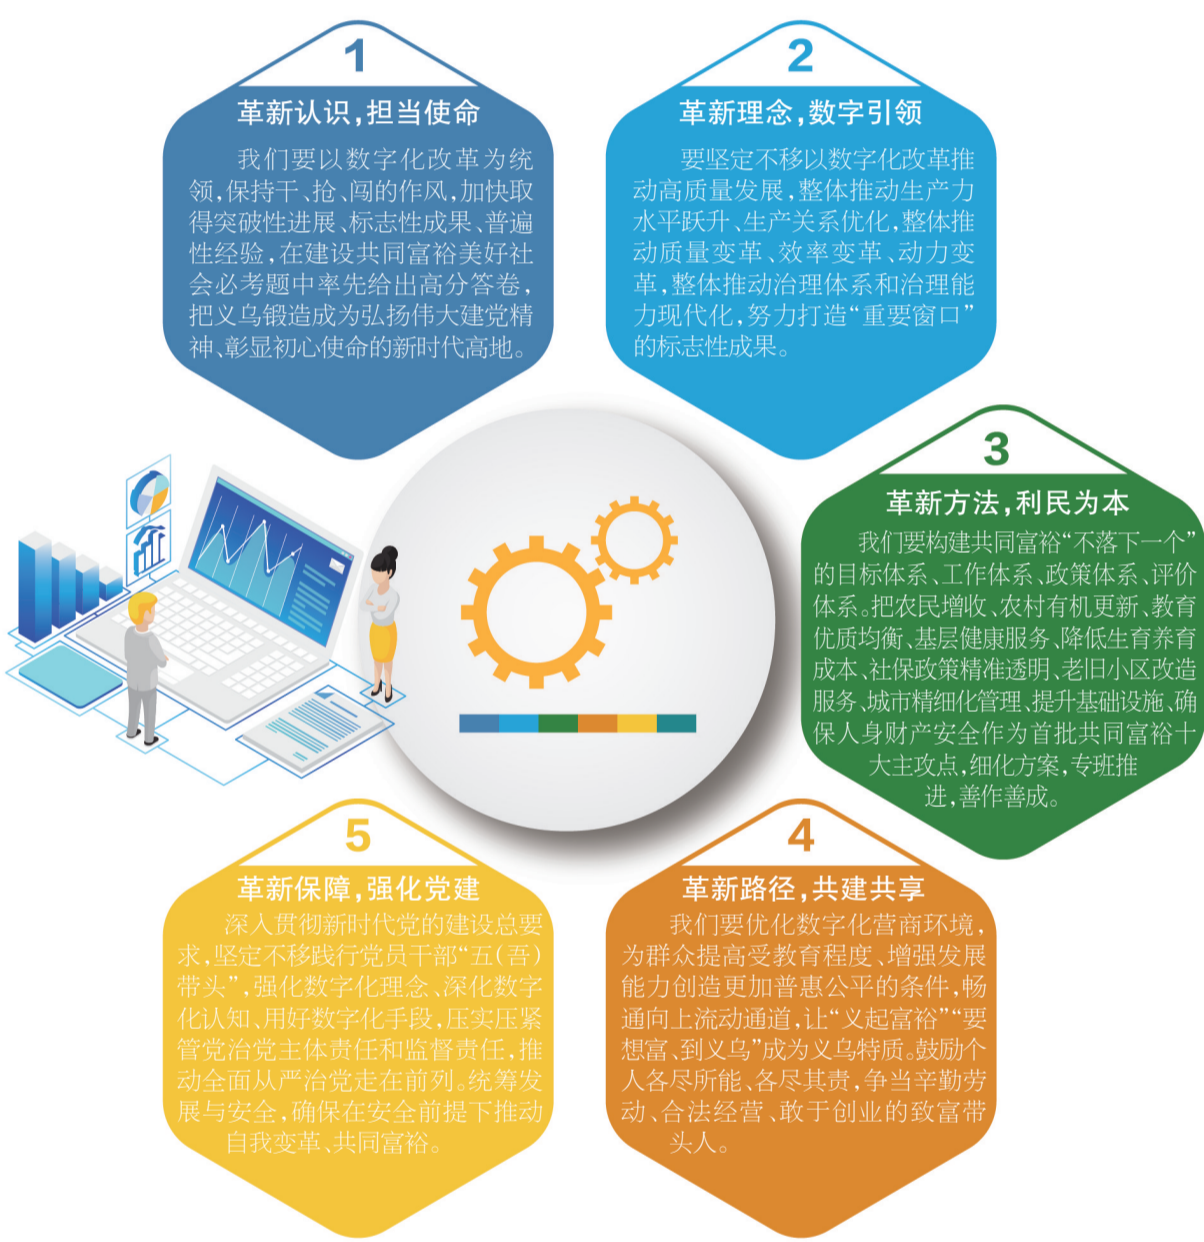 1
革新认识,担当使命
我们要以数字化改革为统
领,保持干、抢、闯的作风,加快取
得突破性进展、标志性成果、普遍
性经验,在建设共同富裕美好社
会必考题中率先给出高分答卷,
把义乌锻造成为弘扬伟大建党精
神、彰显初心使命的新时代高地。
2
革新理念,数字引领
要坚定不移以数字化改革推
动高质量发展,整体推动生产力
水平跃升、生产关系优化,整体推
动质量变革、效率变革、动力变
革,整体推动治理体系和治理能
力现代化,努力打造“重要窗口”
的标志性成果。
3
革新方法,利民为本
我们要构建共同富裕“不落下一个”
的目标体系、工作体系、政策体系、评价
体系。把农民增收、农村有机更新、教育
优质均衡、基层健康服务、降低生育养育
成本、社保政策精准透明、老旧小区改造
服务、城市精细化管理、提升基础设施、确
保人身财产安全作为首批共同富裕十
大主攻点,细化方案,专班推
进,善作善成。
4
革新路径,共建共享
我们要优化数字化营商环境,
为群众提高受教育程度、增强发展
能力创造更加普惠公平的条件,畅
通向上流动通道,让“义起富裕”“要
想富、到义乌”成为义乌特质。鼓励个
人各尽所能、各尽其责,争当辛勤劳
动、合法经营、敢于创业的致富带
头人。
5
革新保障,强化党建
深入贯彻新时代党的建设总要
求,坚定不移践行党员干部“五(吾)
带头”,强化数字化理念、深化数字
化认知、用好数字化手段,压实压紧
管党治党主体责任和监督责任,推
动全面从严治党走在前列。统筹发
展与安全,确保在安全前提下推动
自我变革、共同富裕。